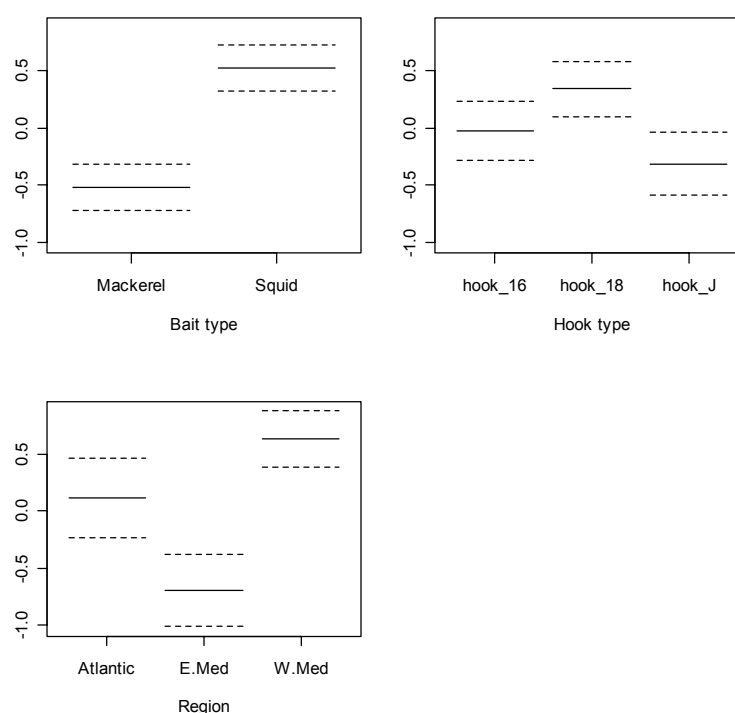 0.5
0.0
-0.5
-1.0
Mackerel Squid
Bait type
0.5
0.0
-0.5
-1.0
hook_16 hook_18 hook_J
Hook type
0.5
0.0
-0.5
-1.0
Atlantic E.Med W.Med
Region